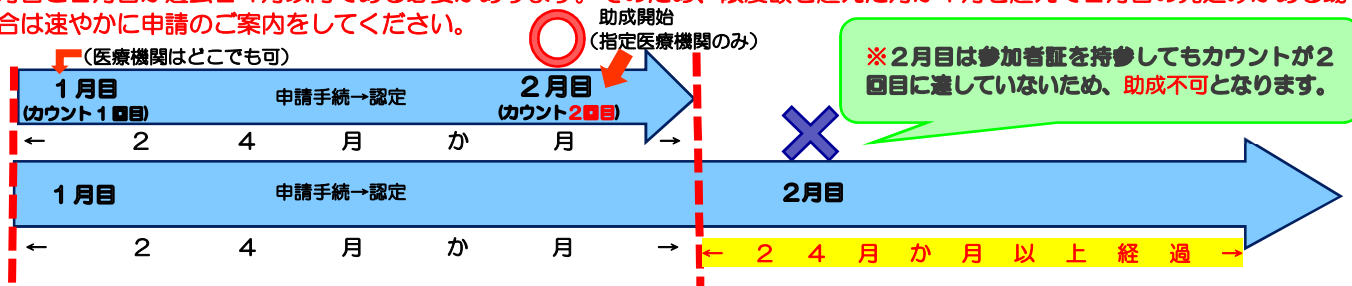 合は速やかに申請のご案内をしてください。
助成開始
(指定医療機関のみ)
(医療機関はどこでも可)
1月目
(カウント1回目)
申請手続→認定
2月目
(カウント2回目)
← 2 4 月 か 月 →
※2月目は参加者証を持参してもカウントが2
回目に達していないため、助成不可となります。
1月目
申請手続→認定
2月目
← 2 4 月 か 月 →
← 2 4 月 か 月 以 上 経 過 →